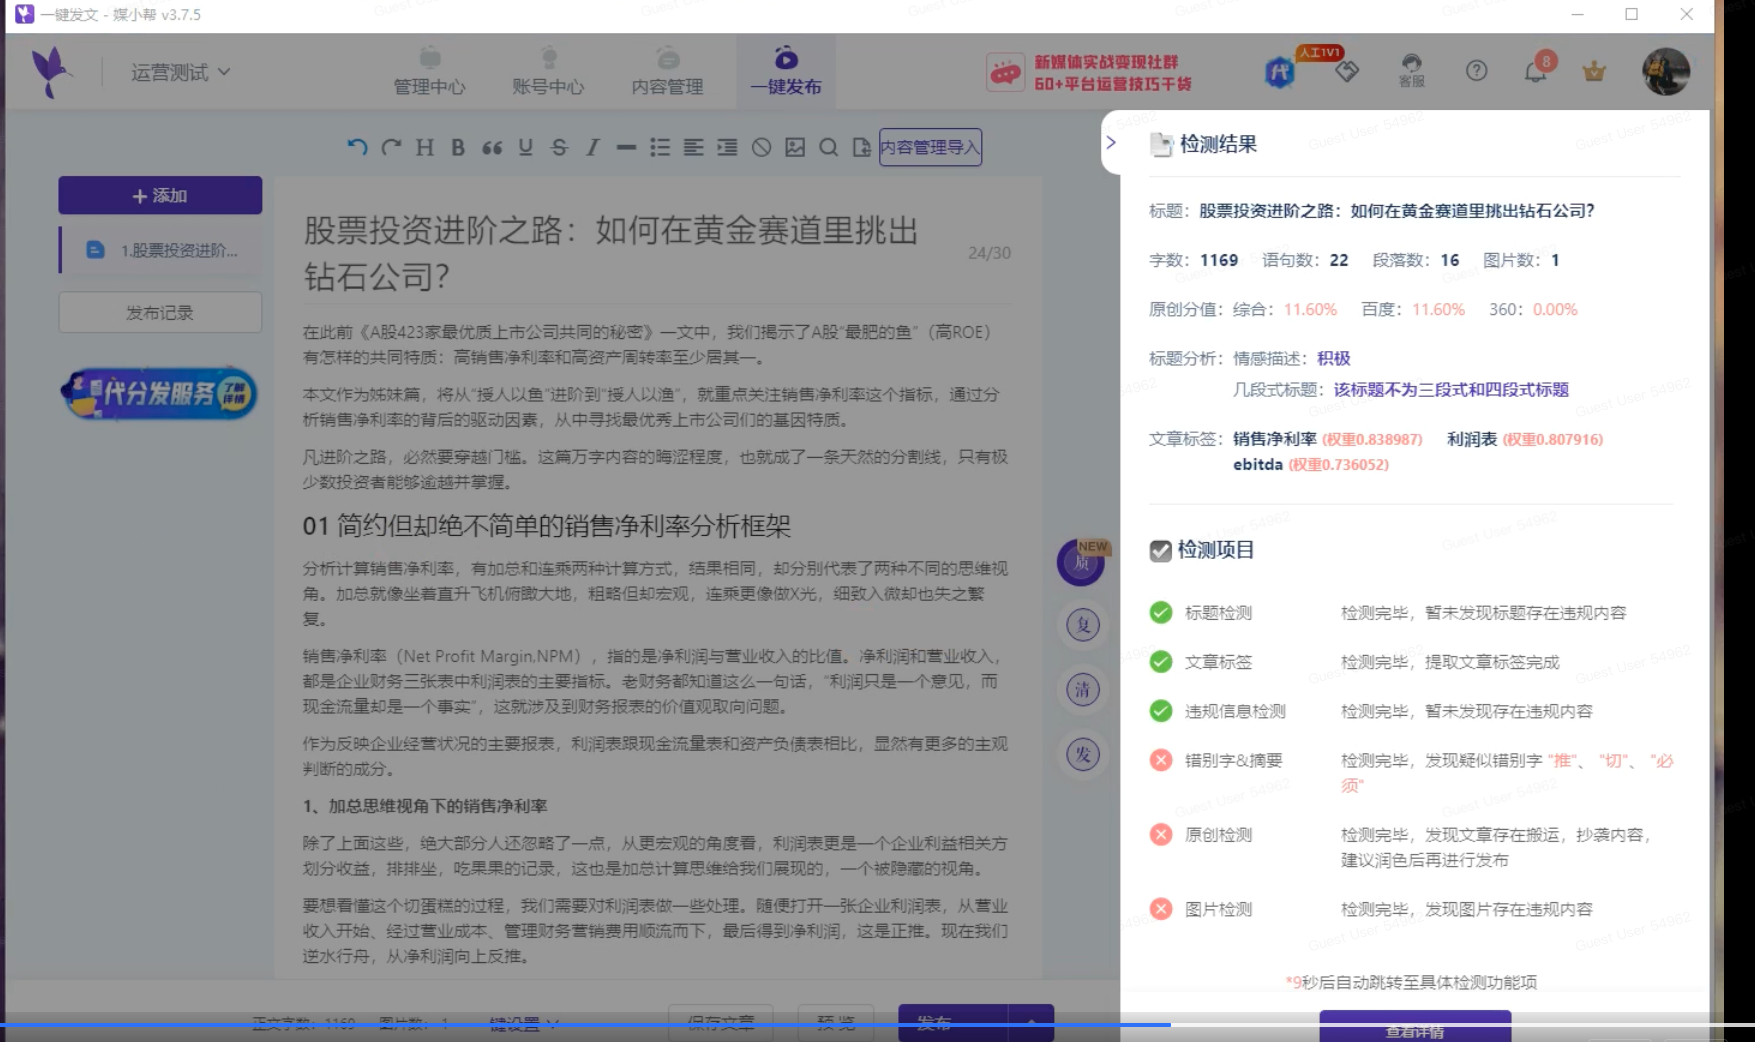 一键发文 - 媒小帮 v3.7.5
运营测试
管理中心
账号中心
内容管理
一键发布
新媒体实战变现社群
60+平台运营技巧干货
代
人工1V1
客服
8
内容管理导入
添加
1.股票投资进阶...
发布记录
代分发服务
了解详情
股票投资进阶之路：如何在黄金赛道里挑出
钻石公司？
24/30
在此前《A股423家最优质上市公司共同的秘密》一文中，我们揭示了A股“最肥的鱼”（高ROE）
有怎样的共同特质：高销售净利率和高资产周转率至少居其一。
本文作为姊妹篇，将从“授人以鱼”进阶到“授人以渔”，就重点关注销售净利率这个指标，通过分
析销售净利率的背后的驱动因素，从中寻找最优秀上市公司们的基因特质。
凡进阶之路，必然要穿越门槛。这篇万字内容的晦涩程度，也就成了一条天然的分割线，只有极
少数投资者能够逾越并掌握。
01 简约但却绝不简单的销售净利率分析框架
分析计算销售净利率，有加总和连乘两种计算方式，结果相同，却分别代表了两种不同的思维视
角。加总就像坐着直升飞机俯瞰大地，粗略但却宏观，连乘更像做X光，细致入微却也失之繁
复。
销售净利率（Net Profit Margin,NPM），指的是净利润与营业收入的比值。净利润和营业收入，
都是企业财务三张表中利润表的主要指标。老财务都知道这么一句话，“利润只是一个意见，而
现金流量却是一个事实”，这就涉及到财务报表的价值观取向问题。
作为反映企业经营状况的主要报表，利润表跟现金流量表和资产负债表相比，显然有更多的主观
判断的成分。
1、加总思维视角下的销售净利率
除了上面这些，绝大部分人还忽略了一点，从更宏观的角度看，利润表更是一个企业利益相关方
划分收益，排排坐，吃果果的记录，这也是加总计算思维给我们展现的，一个被隐藏的视角。
要想看懂这个切蛋糕的过程，我们需要对利润表做一些处理。随便打开一张企业利润表，从营业
收入开始、经过营业成本、管理财务营销费用顺流而下，最后得到净利润，这是正推。现在我们
逆水行舟，从净利润向上反推。
NEW
质
复
清
发
正文字数：1169 图片数：1
一键设置
保存文章
预 览
发布
检测结果
标题：股票投资进阶之路：如何在黄金赛道里挑出钻石公司？
字数：1169 语句数：22 段落数：16 图片数：1
原创分值：综合：11.60% 百度：11.60% 360：0.00%
标题分析：情感描述：积极
几段式标题：该标题不为三段式和四段式标题
文章标签：销售净利率 (权重0.838987) 利润表 (权重0.807916)
ebitda (权重0.736052)
检测项目
标题检测 检测完毕，暂未发现标题存在违规内容
文章标签 检测完毕，提取文章标签完成
违规信息检测 检测完毕，暂未发现存在违规内容
错别字&摘要 检测完毕，发现疑似错别字 “推”、 “切”、 “必
须”
原创检测 检测完毕，发现文章存在搬运，抄袭内容，
建议润色后再进行发布
图片检测 检测完毕，发现图片存在违规内容
*9秒后自动跳转至具体检测功能项
查看详情
Guest User 54962